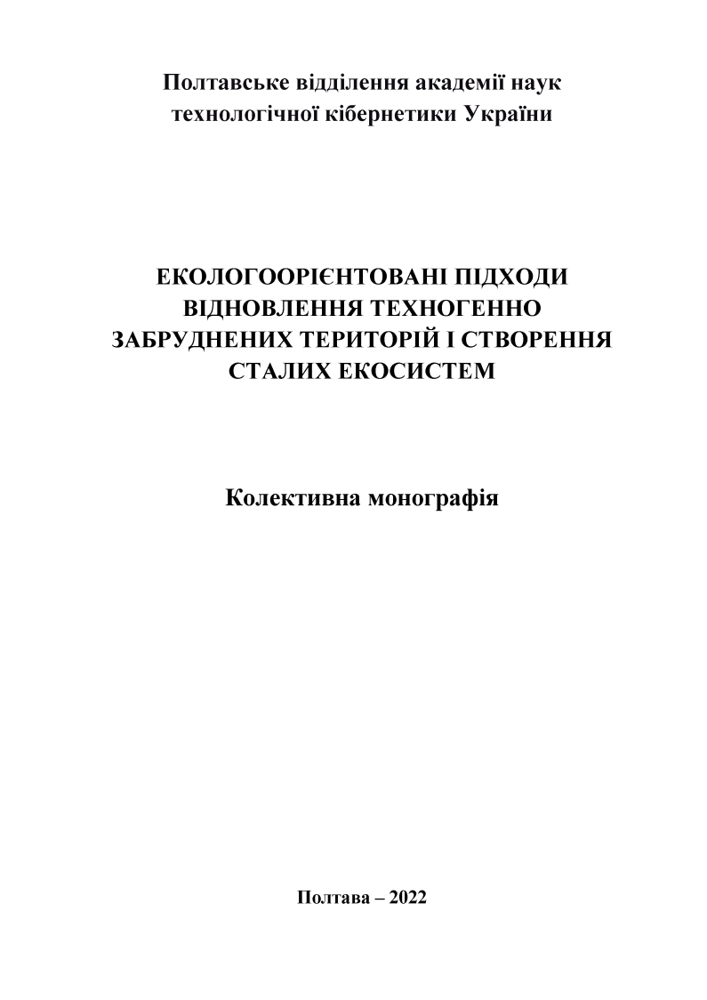 Полтавське відділення академії наук
технологічної кібернетики України
ЕКОЛОГООРІЄНТОВАНІ ПІДХОДИ
ВІДНОВЛЕННЯ ТЕХНОГЕННО
ЗАБРУДНЕНИХ ТЕРИТОРІЙ І СТВОРЕННЯ
СТАЛИХ ЕКОСИСТЕМ
Колективна монографія
Полтава – 2022